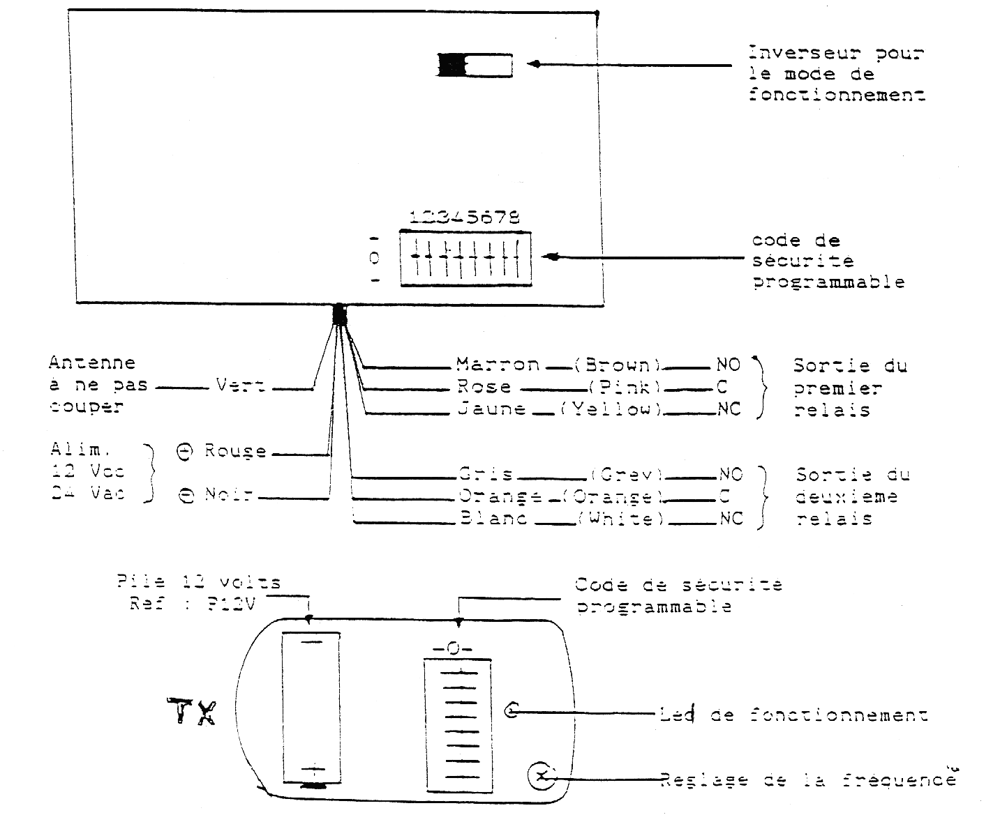 Inverseur pour
le mode de
fonctionnement
12345678
-
O
-
code de
sécurité
programmable
Antenne
à ne pas
couper
Vert
Marron (Brown) NO
Rose (Pink) C
Jaune (Yellow) NC
Sortie du
premier
relais
Alim.
12 Vcc
24 Vac
+ Rouge
- Noir
Gris (Grey) NO
Orange (Orange) C
Blanc (White) NC
Sortie du
deuxieme
relais
Pile 12 volts
Ref : P12V
Code de sécurité
programmable
-O-
TX
Led de fonctionnement
Reglage de la fréquence